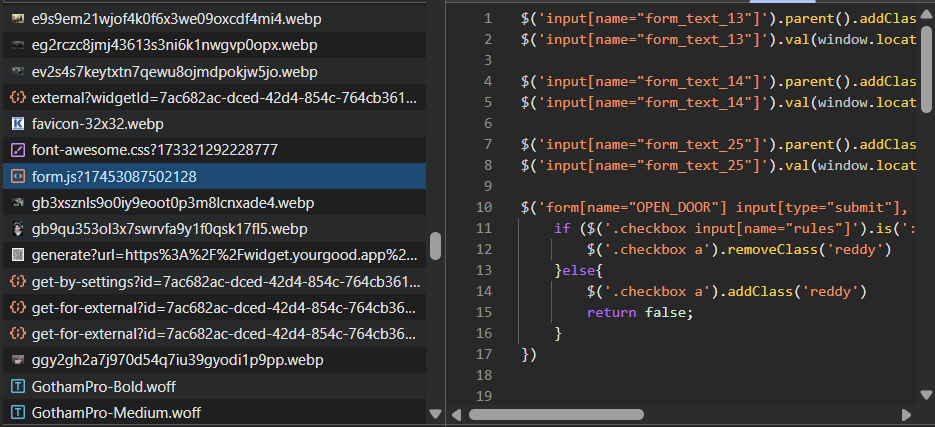 e9s9em21wjof4k0f6x3we09oxcdf4mi4.webp
eg2rczc8jmj43613s3ni6k1nwgvp0opx.webp
ev2s4s7keytxtn7qewu8ojmdpokjw5jo.webp
external?widgetId=7ac682ac-dced-42d4-854c-764cb361...
favicon-32x32.webp
font-awesome.css?173321292228777
form.js?17453087502128
gb3xsznls9o0iy9eoot0p3m8lcnxade4.webp
gb9qu353ol3x7swrvfa9y1f0qsk17fl5.webp
generate?url=https%3A%2F%2Fwidget.yourgood.app%2...
get-by-settings?id=7ac682ac-dced-42d4-854c-764cb361...
get-for-external?id=7ac682ac-dced-42d4-854c-764cb36...
get-for-external?id=7ac682ac-dced-42d4-854c-764cb36...
ggy2gh2a7j970d54q7iu39gyodi1p9pp.webp
GothamPro-Bold.woff
GothamPro-Medium.woff
1 $('input[name="form_text_13"]').parent().addClas
2 $('input[name="form_text_13"]').val(window.locat
3
4 $('input[name="form_text_14"]').parent().addClas
5 $('input[name="form_text_14"]').val(window.locat
6
7 $('input[name="form_text_25"]').parent().addClas
8 $('input[name="form_text_25"]').val(window.locat
9
10 $('form[name="OPEN_DOOR"] input[type="submit"],
11 if ($('.checkbox input[name="rules"]').is(':
12 $('.checkbox a').removeClass('reddy')
13 }else{
14 $('.checkbox a').addClass('reddy')
15 return false;
16 }
17 })
18
19